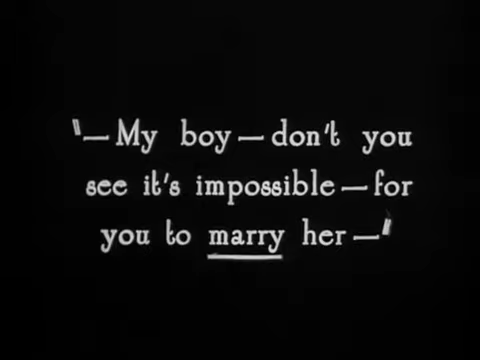 "—My boy—don't you
see it's impossible—for
you to marry her—"